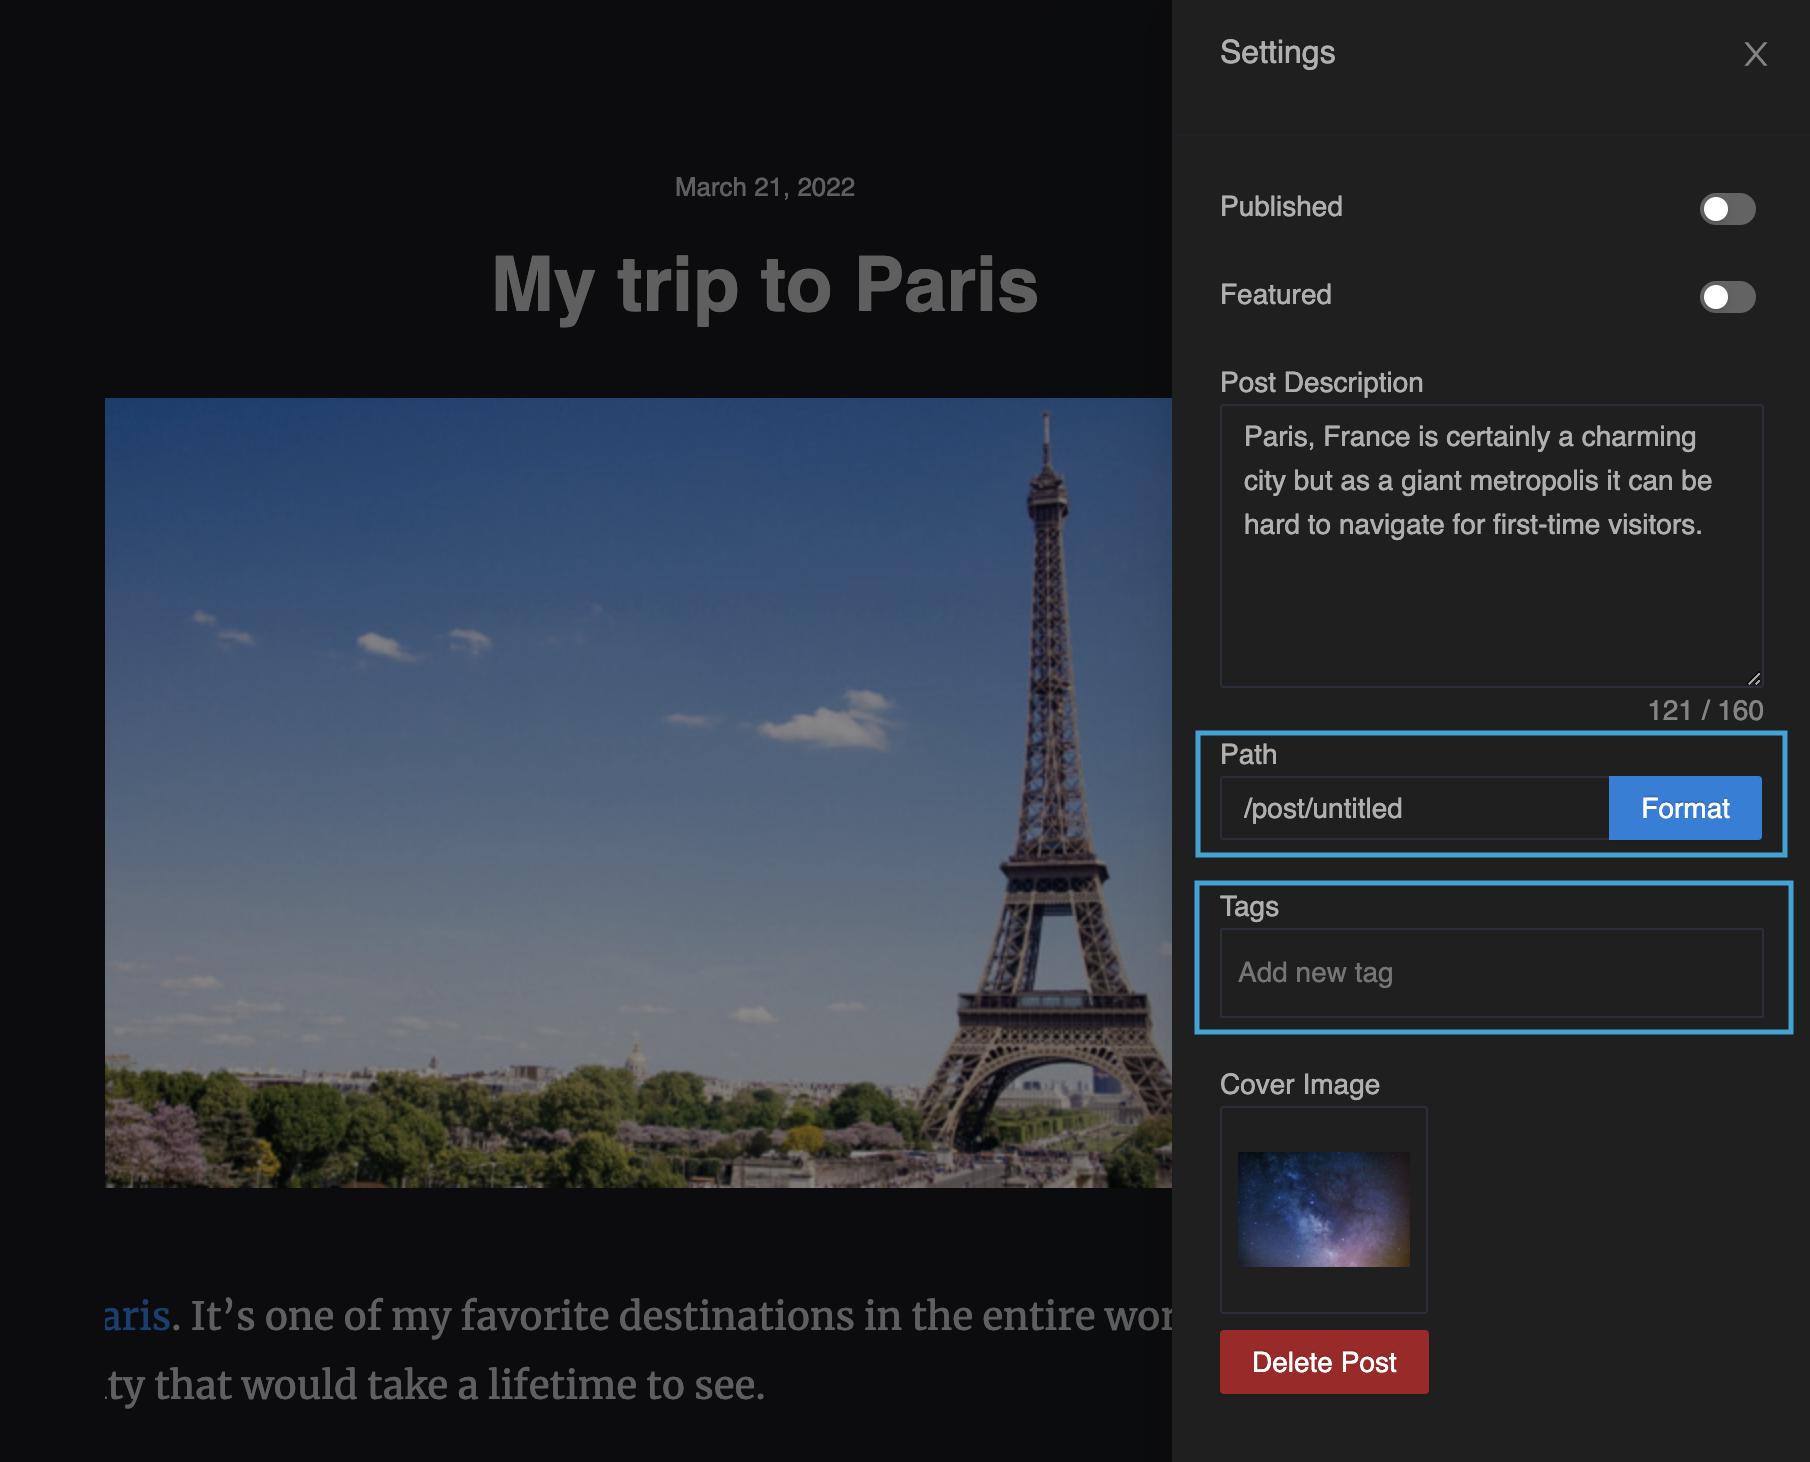 March 21, 2022
My trip to Paris
aris. It’s one of my favorite destinations in the entire wor
ty that would take a lifetime to see.
Settings
X
Published
Featured
Post Description
Paris, France is certainly a charming
city but as a giant metropolis it can be
hard to navigate for first-time visitors.
121 / 160
Path
/post/untitled
Format
Tags
Add new tag
Cover Image
Delete Post